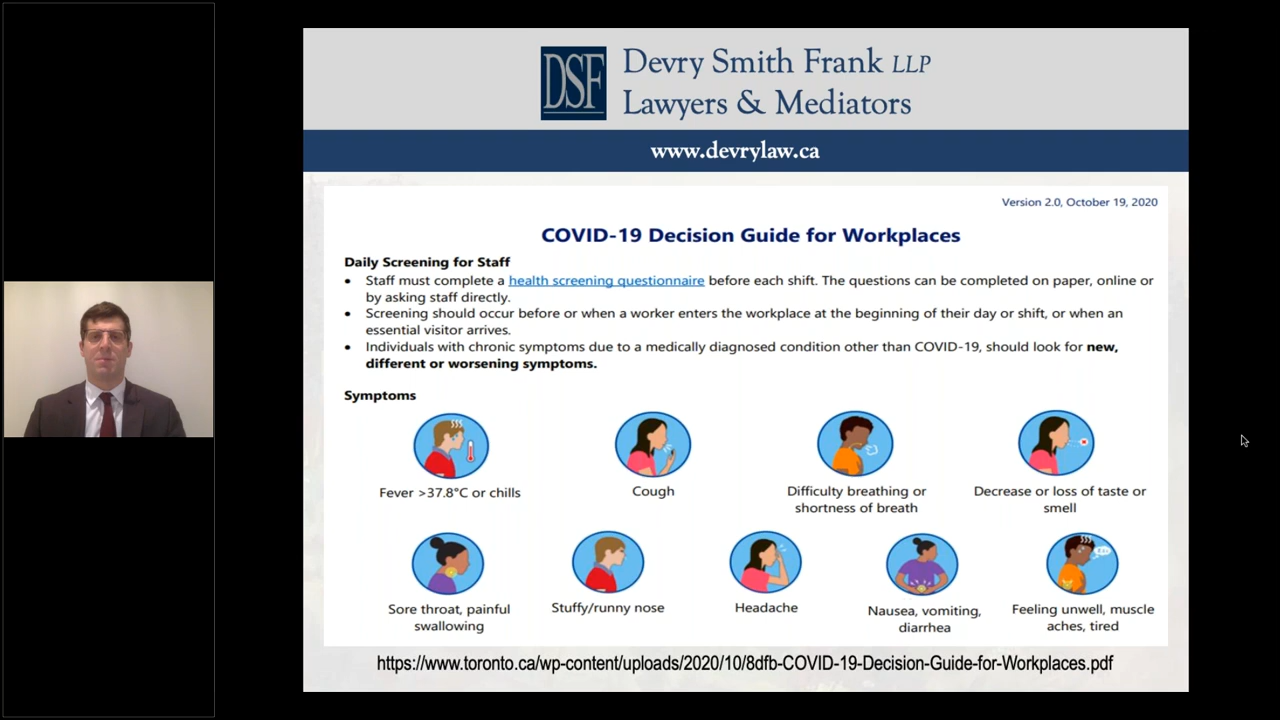 DSF
Devry Smith Frank LLP
Lawyers & Mediators
www.devrylaw.ca
Version 2.0, October 19, 2020
COVID-19 Decision Guide for Workplaces
Daily Screening for Staff
• Staff must complete a health screening questionnaire before each shift. The questions can be completed on paper, online or
by asking staff directly.
• Screening should occur before or when a worker enters the workplace at the beginning of their day or shift, or when an
essential visitor arrives.
• Individuals with chronic symptoms due to a medically diagnosed condition other than COVID-19, should look for new,
different or worsening symptoms.
Symptoms
Fever >37.8°C or chills
Cough
Difficulty breathing or
shortness of breath
Decrease or loss of taste or
smell
Sore throat, painful
swallowing
Stuffy/runny nose
Headache
Nausea, vomiting,
diarrhea
Feeling unwell, muscle
aches, tired
https://www.toronto.ca/wp-content/uploads/2020/10/8dfb-COVID-19-Decision-Guide-for-Workplaces.pdf